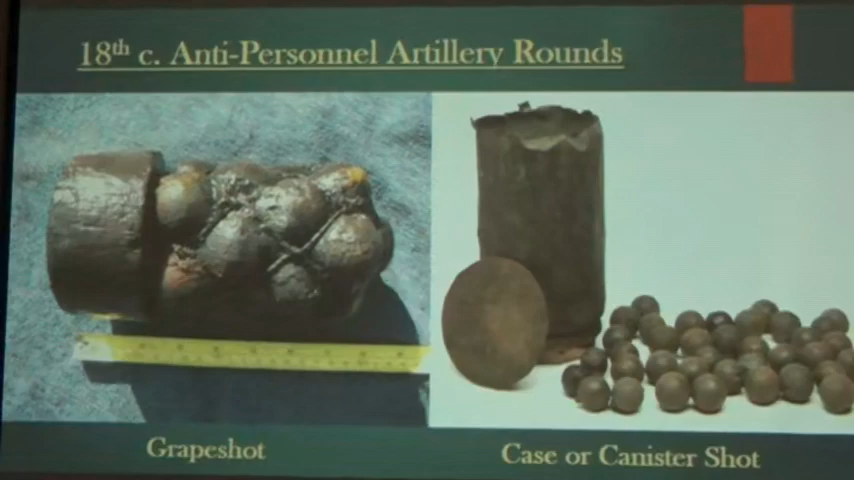 18th c. Anti-Personnel Artillery Rounds
Grapeshot
Case or Canister Shot